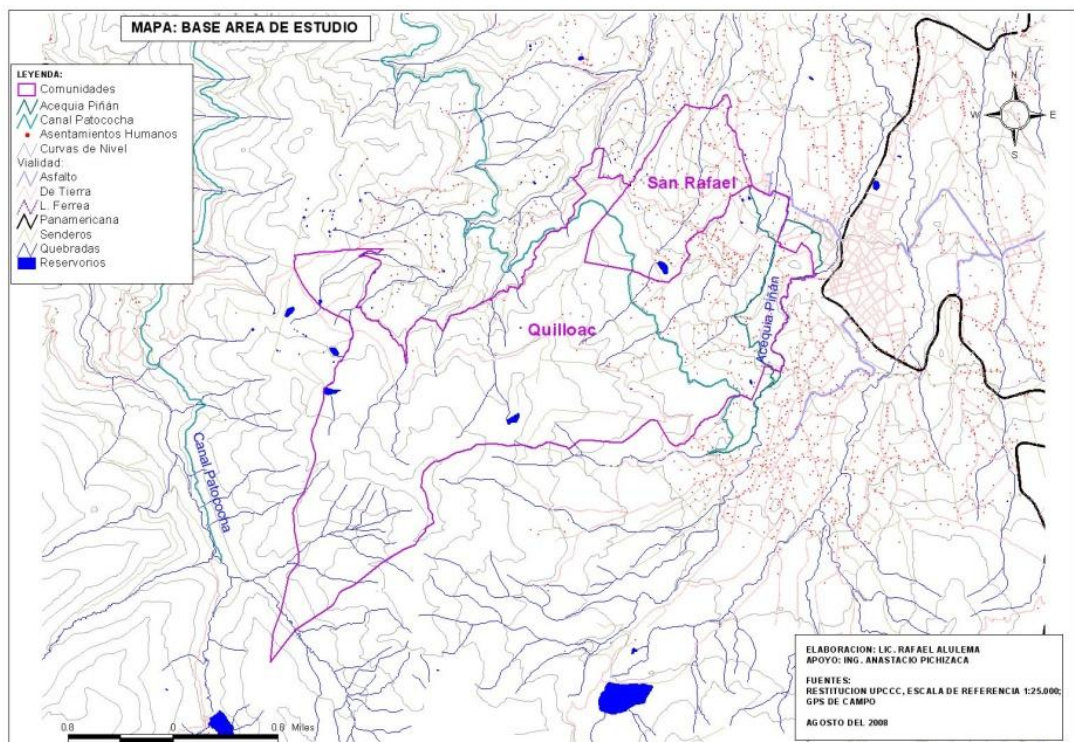 MAPA: BASE AREA DE ESTUDIO
LEYENDA:
Comunidades
Acequia Piñán
Canal Patococha
Asentamientos Humanos
Curvas de Nivel
Vialidad:
Asfalto
De Tierra
L. Ferrea
Panamericana
Senderos
Quebradas
Reservorios
N
W
E
S
San Rafael
Quilloac
Acequia Piñán
Canal Patococha
0.8 0 0.8 Miles
ELABORACION: LIC. RAFAEL ALULEMA
APOYO: ING. ANASTACIO PICHIZACA
FUENTES:
RESTITUCION UPCCC, ESCALA DE REFERENCIA 1:25.000;
GPS DE CAMPO
AGOSTO DEL 2008